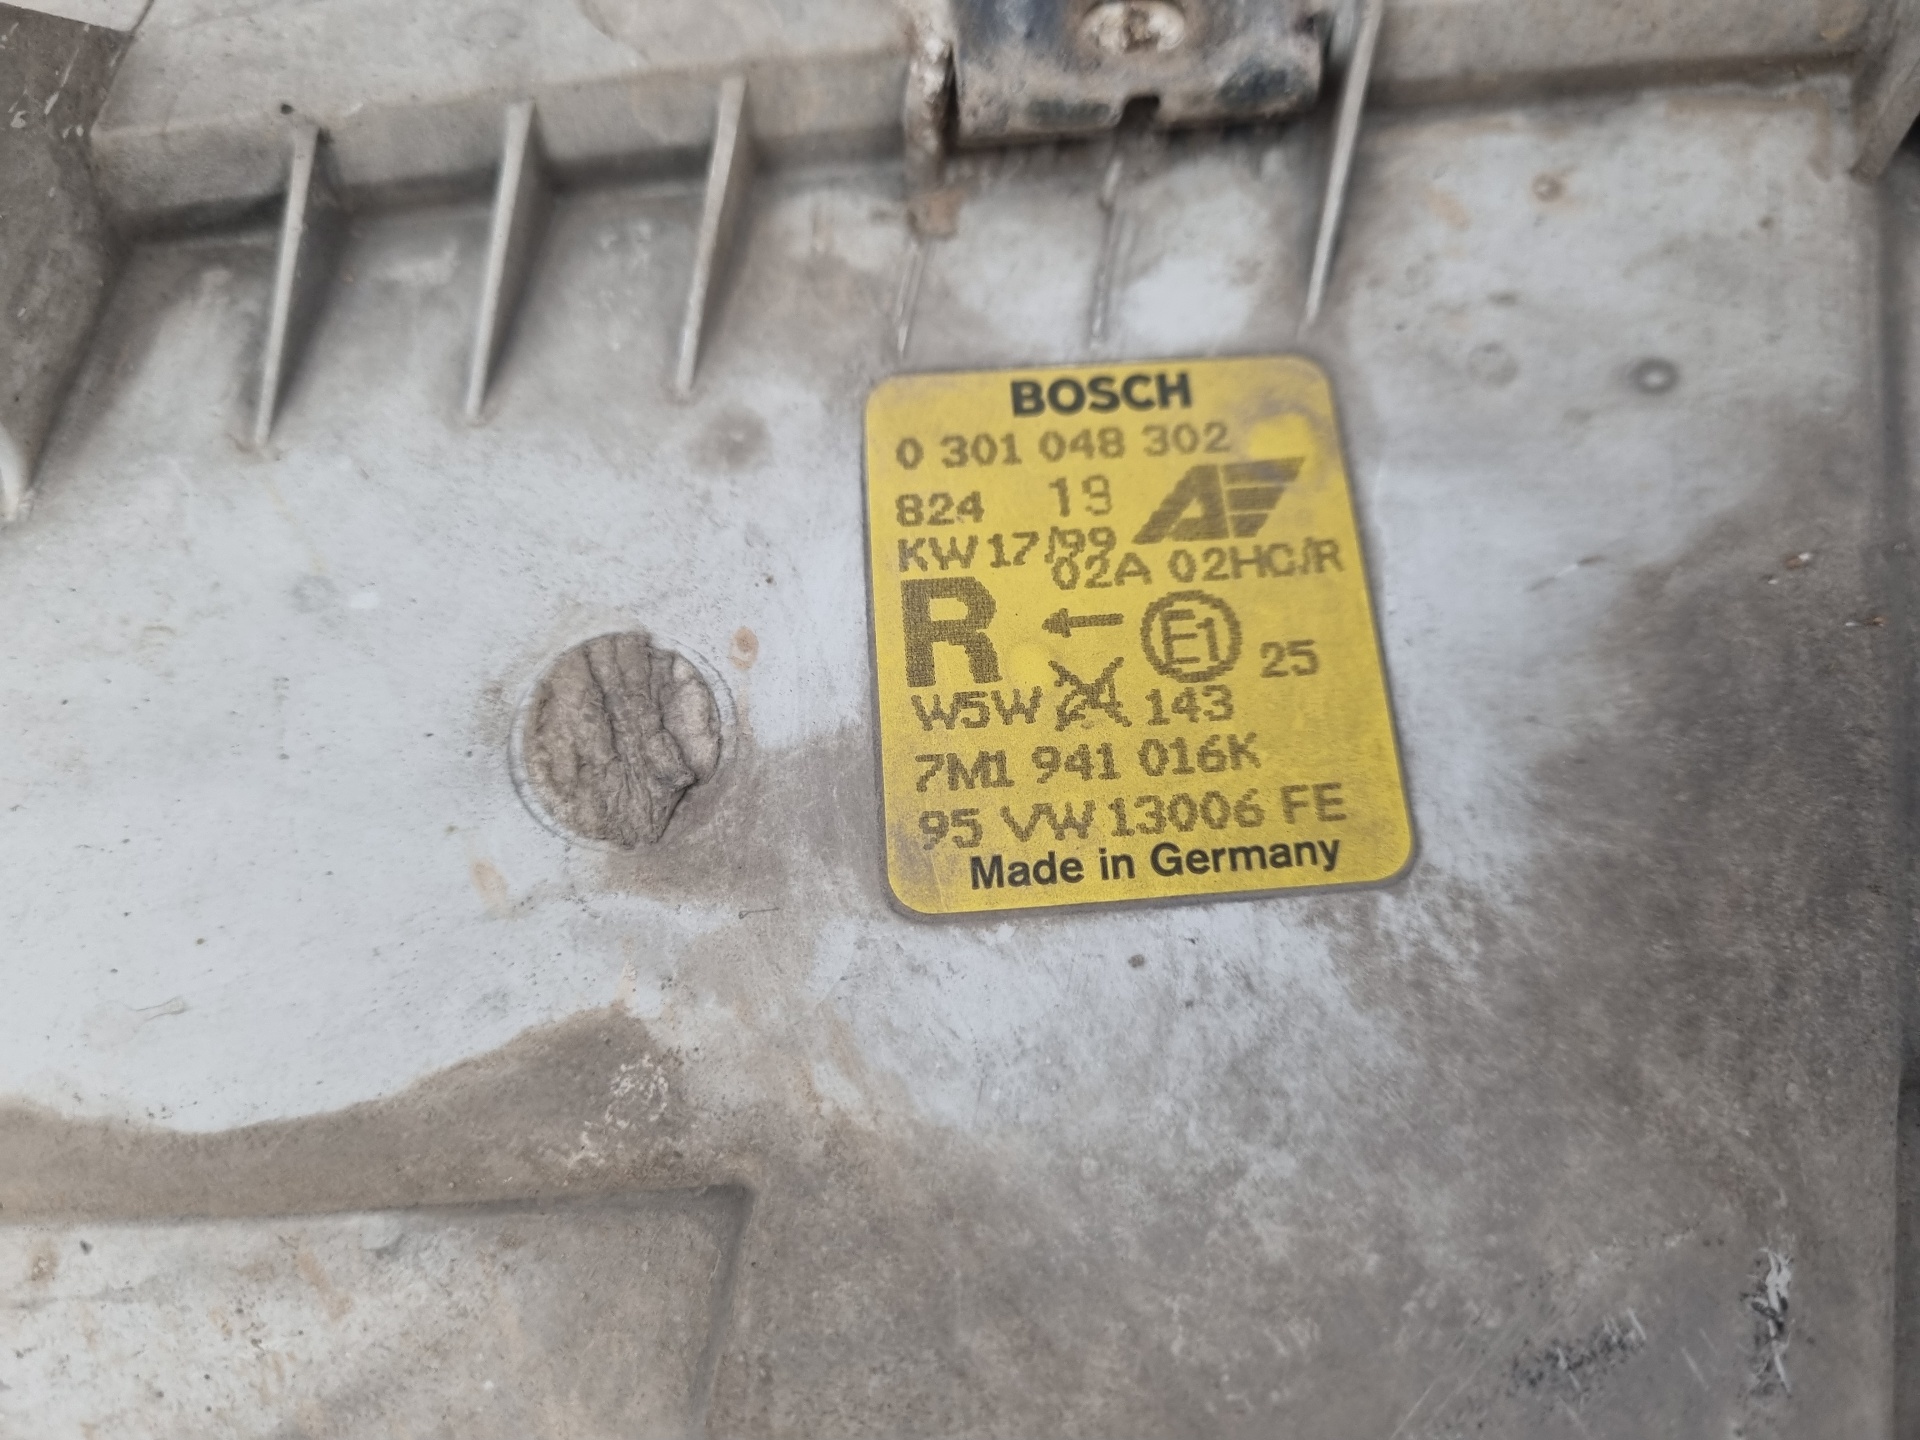 BOSCH
0 301 048 302
824 19
KW 17/99
02A 02HC/R
R
E1 25
W5W 24 143
7M1 941 016K
95 VW 13006 FE
Made in Germany